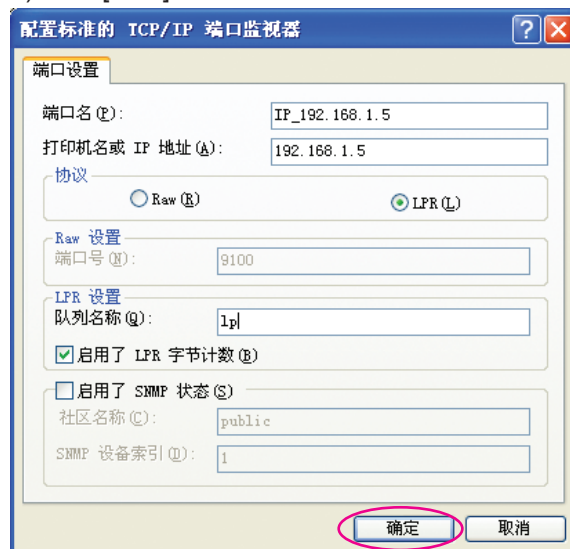 配置标准的 TCP/IP 端口监视器
端口设置
端口名(P): IP_192.168.1.5
打印机名或 IP 地址(A): 192.168.1.5
协议
Raw(R) LPR(L)
Raw 设置
端口号(N): 9100
LPR 设置
队列名称(Q): lp
启用了 LPR 字节计数(B)
启用了 SNMP 状态(S)
社区名称(C): public
SNMP 设备索引(D): 1
确定 取消